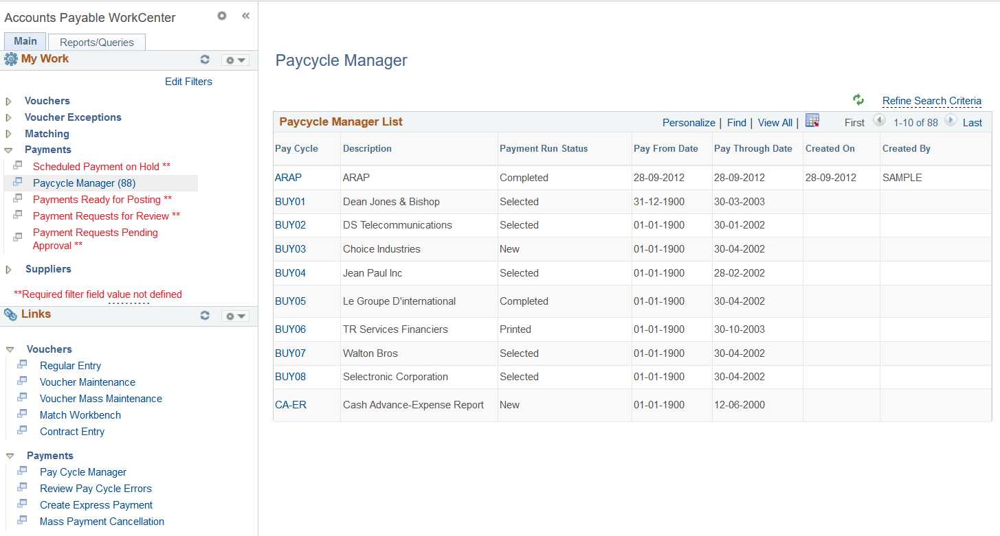 Accounts Payable WorkCenter
Main Reports/Queries
My Work
Edit Filters
Vouchers
Voucher Exceptions
Matching
Payments
Scheduled Payment on Hold **
Paycycle Manager (88)
Payments Ready for Posting **
Payment Requests for Review **
Payment Requests Pending
Approval **
Suppliers
**Required filter field value not defined
Links
Vouchers
Regular Entry
Voucher Maintenance
Voucher Mass Maintenance
Match Workbench
Contract Entry
Payments
Pay Cycle Manager
Review Pay Cycle Errors
Create Express Payment
Mass Payment Cancellation
Paycycle Manager
Refine Search Criteria
Paycycle Manager List Personalize | Find | View All | First 1-10 of 88 Last
Pay Cycle Description Payment Run Status Pay From Date Pay Through Date Created On Created By
ARAP ARAP Completed 28-09-2012 28-09-2012 28-09-2012 SAMPLE
BUY01 Dean Jones & Bishop Selected 31-12-1900 30-03-2003
BUY02 DS Telecommunications Selected 01-01-1900 30-01-2002
BUY03 Choice Industries New 01-01-1900 30-04-2002
BUY04 Jean Paul Inc Selected 01-01-1900 28-02-2002
BUY05 Le Groupe D'international Completed 01-01-1900 30-04-2002
BUY06 TR Services Financiers Printed 01-01-1900 30-10-2003
BUY07 Walton Bros Selected 01-01-1900 30-04-2002
BUY08 Selectronic Corporation Selected 01-01-1900 30-04-2002
CA-ER Cash Advance-Expense Report New 01-01-1900 12-06-2000